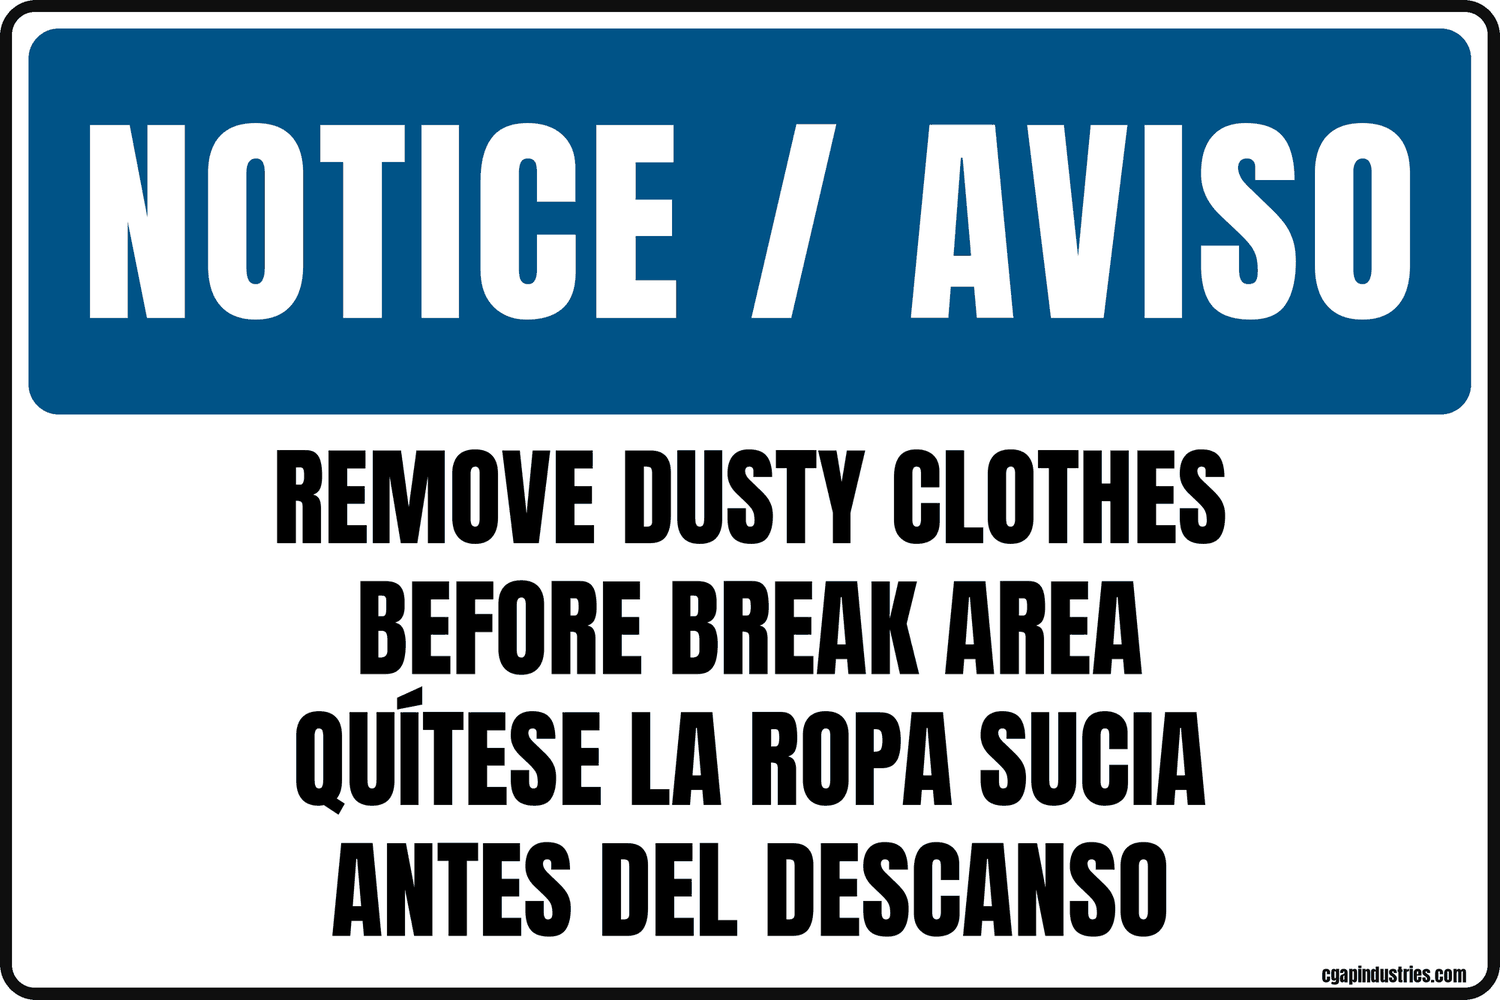 NOTICE / AVISO
REMOVE DUSTY CLOTHES
BEFORE BREAK AREA
QUÍTESE LA ROPA SUCIA
ANTES DEL DESCANSO
cgapindustries.com